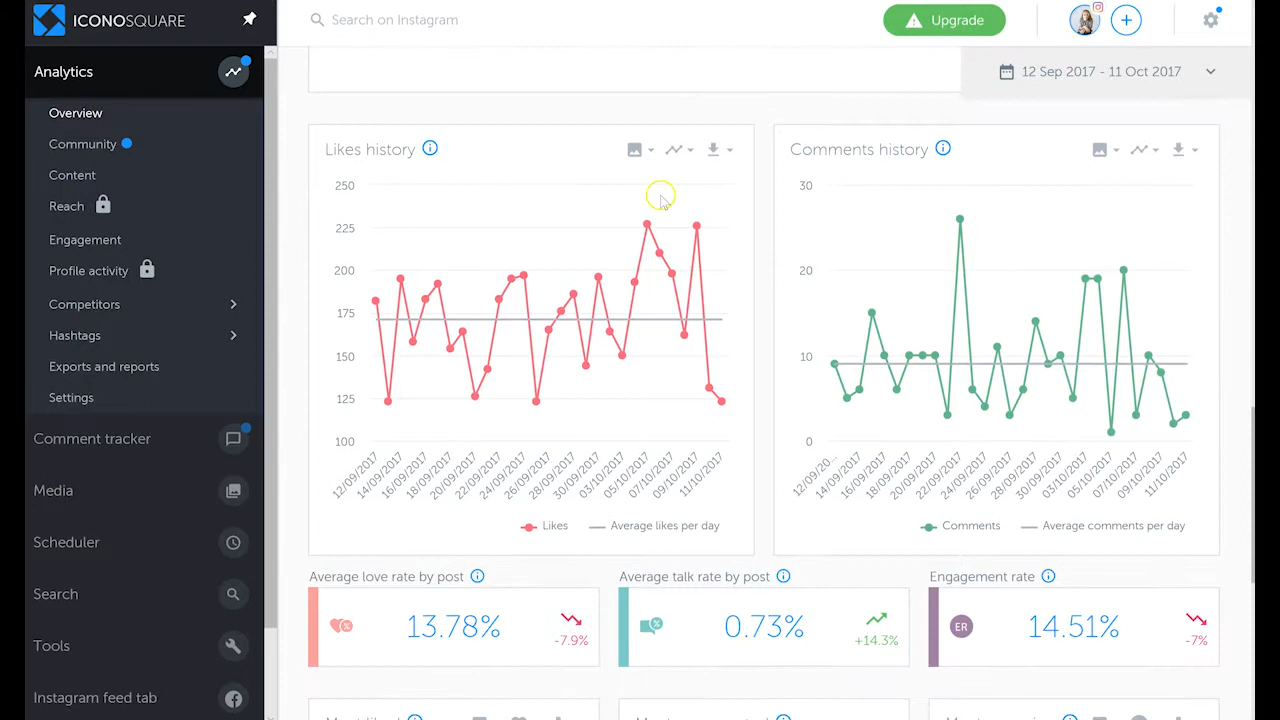 ICONOSQUARE
Search on Instagram
Upgrade
Analytics
12 Sep 2017 - 11 Oct 2017
Overview
Community
Content
Reach
Engagement
Profile activity
Competitors
Hashtags
Exports and reports
Settings
Comment tracker
Media
Scheduler
Search
Tools
Instagram feed tab
Likes history
250
225
200
175
150
125
100
12/09/2017
14/09/2017
16/09/2017
18/09/2017
20/09/2017
22/09/2017
24/09/2017
26/09/2017
28/09/2017
30/09/2017
03/10/2017
05/10/2017
07/10/2017
09/10/2017
11/10/2017
Likes
Average likes per day
Comments history
30
20
10
0
12/09/20...
14/09/2017
16/09/2017
18/09/2017
20/09/2017
22/09/2017
24/09/2017
26/09/2017
28/09/2017
30/09/2017
03/10/2017
05/10/2017
07/10/2017
09/10/2017
11/10/2017
Comments
Average comments per day
Average love rate by post
13.78%
-7.9%
Average talk rate by post
0.73%
+14.3%
Engagement rate
ER
14.51%
-7%